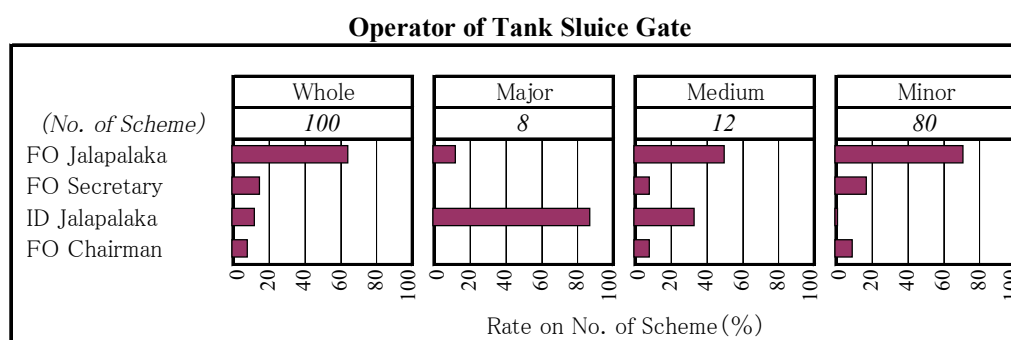 Operator of Tank Sluice Gate
Whole Major Medium Minor
(No. of Scheme) 100 8 12 80
FO Jalapalaka
FO Secretary
ID Jalapalaka
FO Chairman
0 20 40 60 80 100 0 20 40 60 80 100 0 20 40 60 80 100 0 20 40 60 80 100
Rate on No. of Scheme(%)